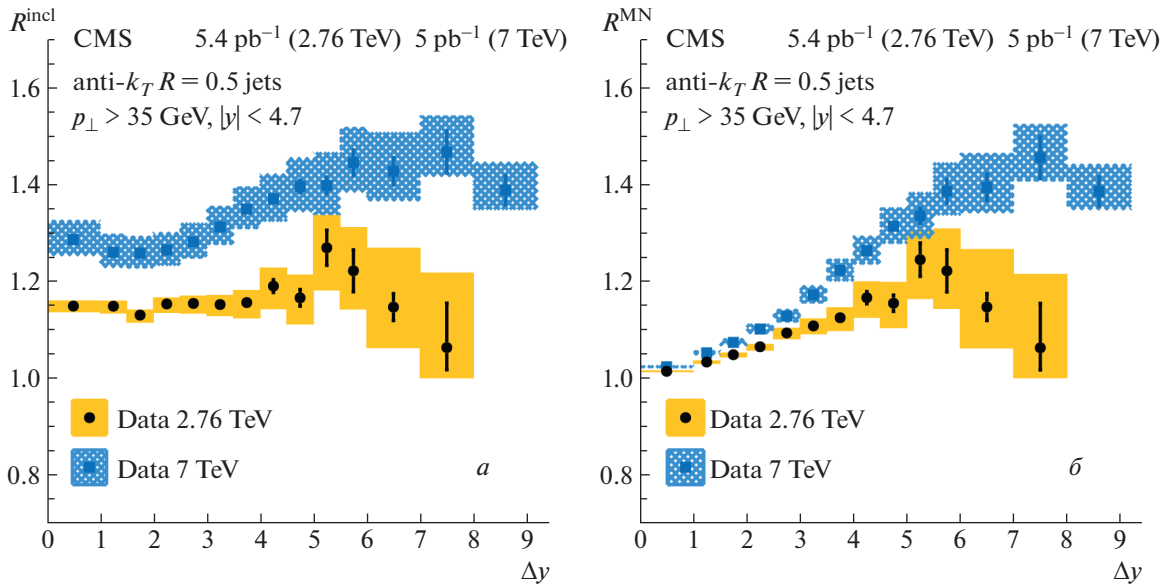 R^incl
CMS 5.4 pb⁻¹ (2.76 TeV) 5 pb⁻¹ (7 TeV)
anti-k_T R = 0.5 jets
p_⊥ > 35 GeV, |y| < 4.7
1.6
1.4
1.2
1.0
0.8
Data 2.76 TeV
Data 7 TeV
а
0 1 2 3 4 5 6 7 8 9
Δy
R^MN
CMS 5.4 pb⁻¹ (2.76 TeV) 5 pb⁻¹ (7 TeV)
anti-k_T R = 0.5 jets
p_⊥ > 35 GeV, |y| < 4.7
1.6
1.4
1.2
1.0
0.8
Data 2.76 TeV
Data 7 TeV
б
0 1 2 3 4 5 6 7 8 9
Δy